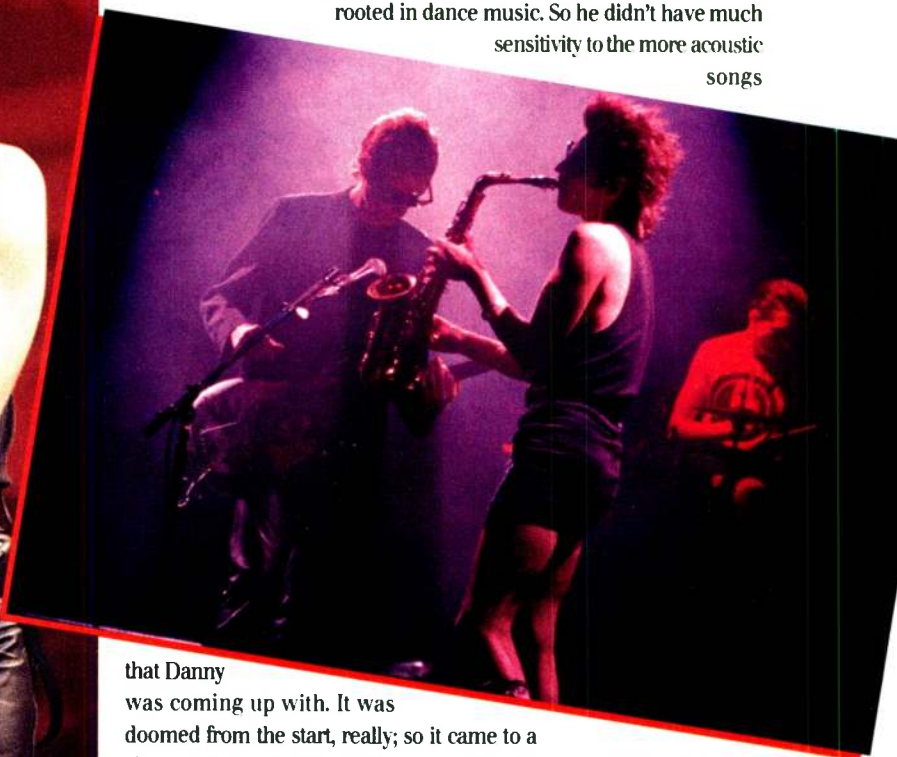 rooted in dance music. So he didn't have much
sensitivity to the more acoustic
songs
that Danny
was coming up with. It was
doomed from the start, really; so it came to a